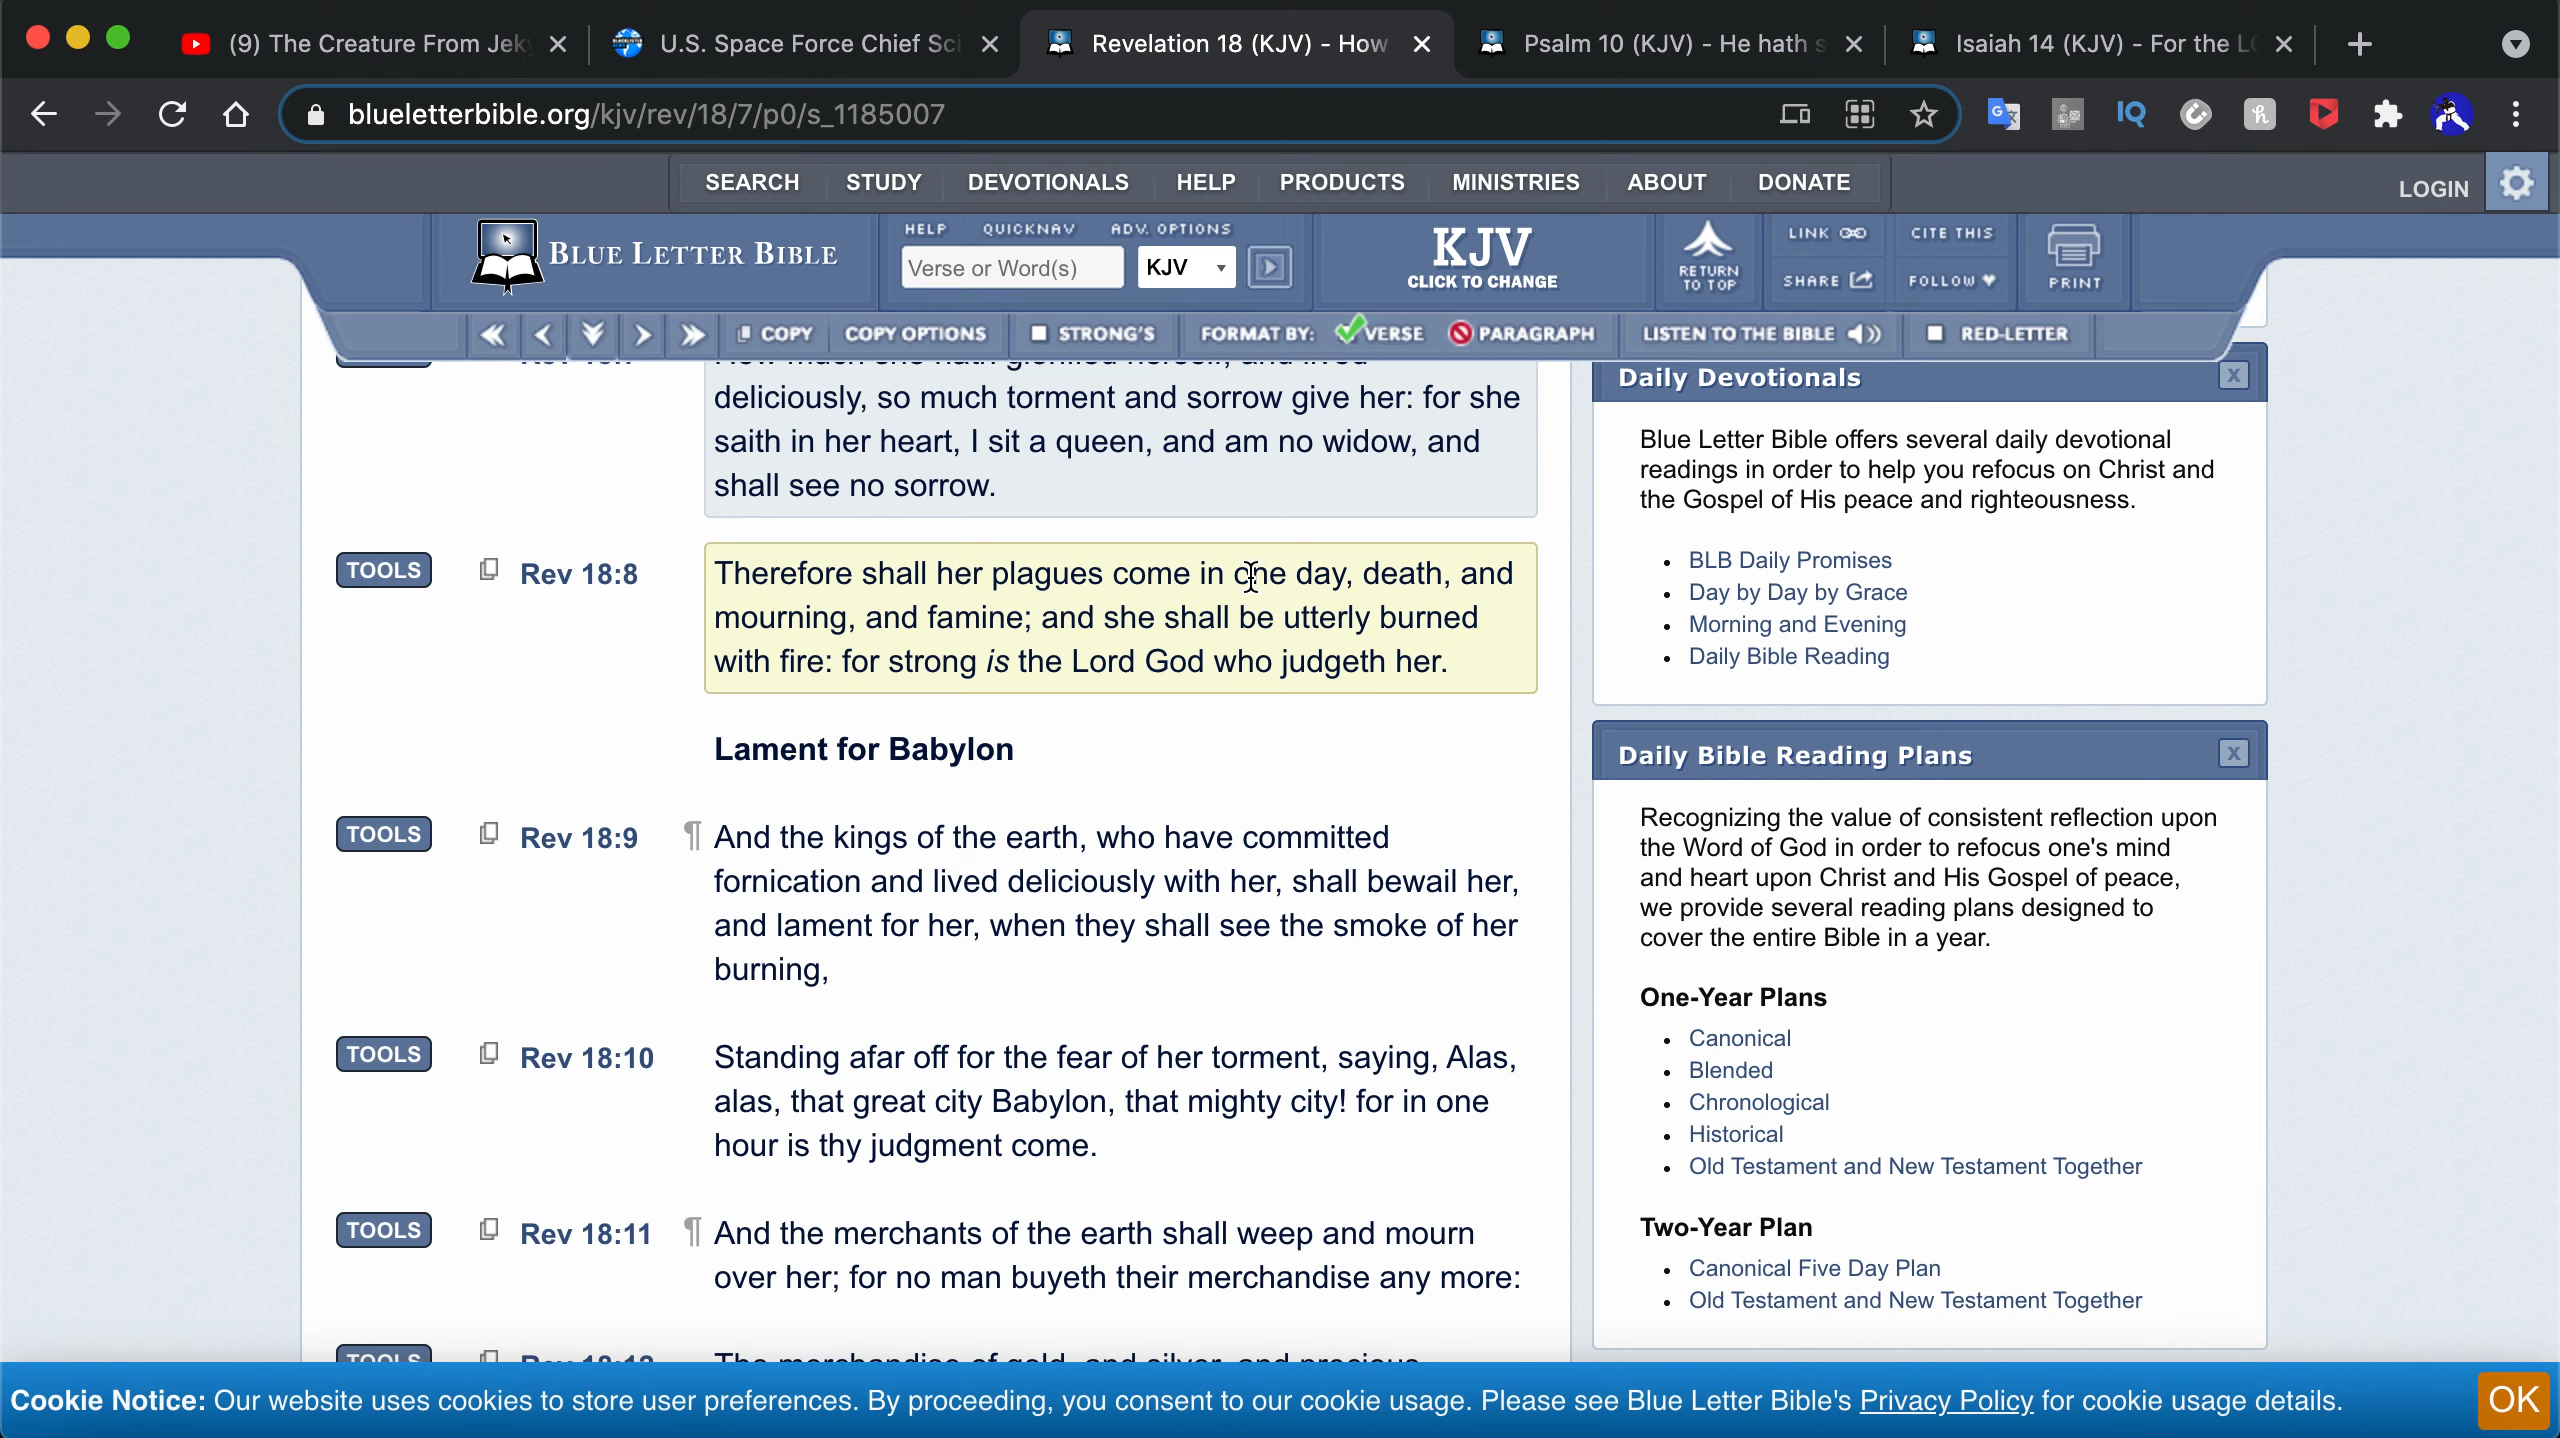 (9) The Creature From Jek
U.S. Space Force Chief Sci
Revelation 18 (KJV) - How
Psalm 10 (KJV) - He hath s
Isaiah 14 (KJV) - For the LO
blueletterbible.org/kjv/rev/18/7/p0/s_1185007
SEARCH STUDY DEVOTIONALS HELP PRODUCTS MINISTRIES ABOUT DONATE
LOGIN
BLUE LETTER BIBLE
HELP QUICKNAV ADV. OPTIONS
Verse or Word(s)
KJV
KJV
CLICK TO CHANGE
RETURN
TO TOP
LINK
SHARE
CITE THIS
FOLLOW
PRINT
COPY COPY OPTIONS STRONG'S FORMAT BY: VERSE PARAGRAPH LISTEN TO THE BIBLE RED-LETTER
deliciously, so much torment and sorrow give her: for she
saith in her heart, I sit a queen, and am no widow, and
shall see no sorrow.
TOOLS Rev 18:8 Therefore shall her plagues come in one day, death, and
mourning, and famine; and she shall be utterly burned
with fire: for strong is the Lord God who judgeth her.
Lament for Babylon
TOOLS Rev 18:9 ¶ And the kings of the earth, who have committed
fornication and lived deliciously with her, shall bewail her,
and lament for her, when they shall see the smoke of her
burning,
TOOLS Rev 18:10 Standing afar off for the fear of her torment, saying, Alas,
alas, that great city Babylon, that mighty city! for in one
hour is thy judgment come.
TOOLS Rev 18:11 ¶ And the merchants of the earth shall weep and mourn
over her; for no man buyeth their merchandise any more:
TOOLS Rev 18:12 The merchandise of gold, and silver, and precious
Daily Devotionals
Blue Letter Bible offers several daily devotional
readings in order to help you refocus on Christ and
the Gospel of His peace and righteousness.
• BLB Daily Promises
• Day by Day by Grace
• Morning and Evening
• Daily Bible Reading
Daily Bible Reading Plans
Recognizing the value of consistent reflection upon
the Word of God in order to refocus one's mind
and heart upon Christ and His Gospel of peace,
we provide several reading plans designed to
cover the entire Bible in a year.
One-Year Plans
• Canonical
• Blended
• Chronological
• Historical
• Old Testament and New Testament Together
Two-Year Plan
• Canonical Five Day Plan
• Old Testament and New Testament Together
Cookie Notice: Our website uses cookies to store user preferences. By proceeding, you consent to our cookie usage. Please see Blue Letter Bible's Privacy Policy for cookie usage details.
OK